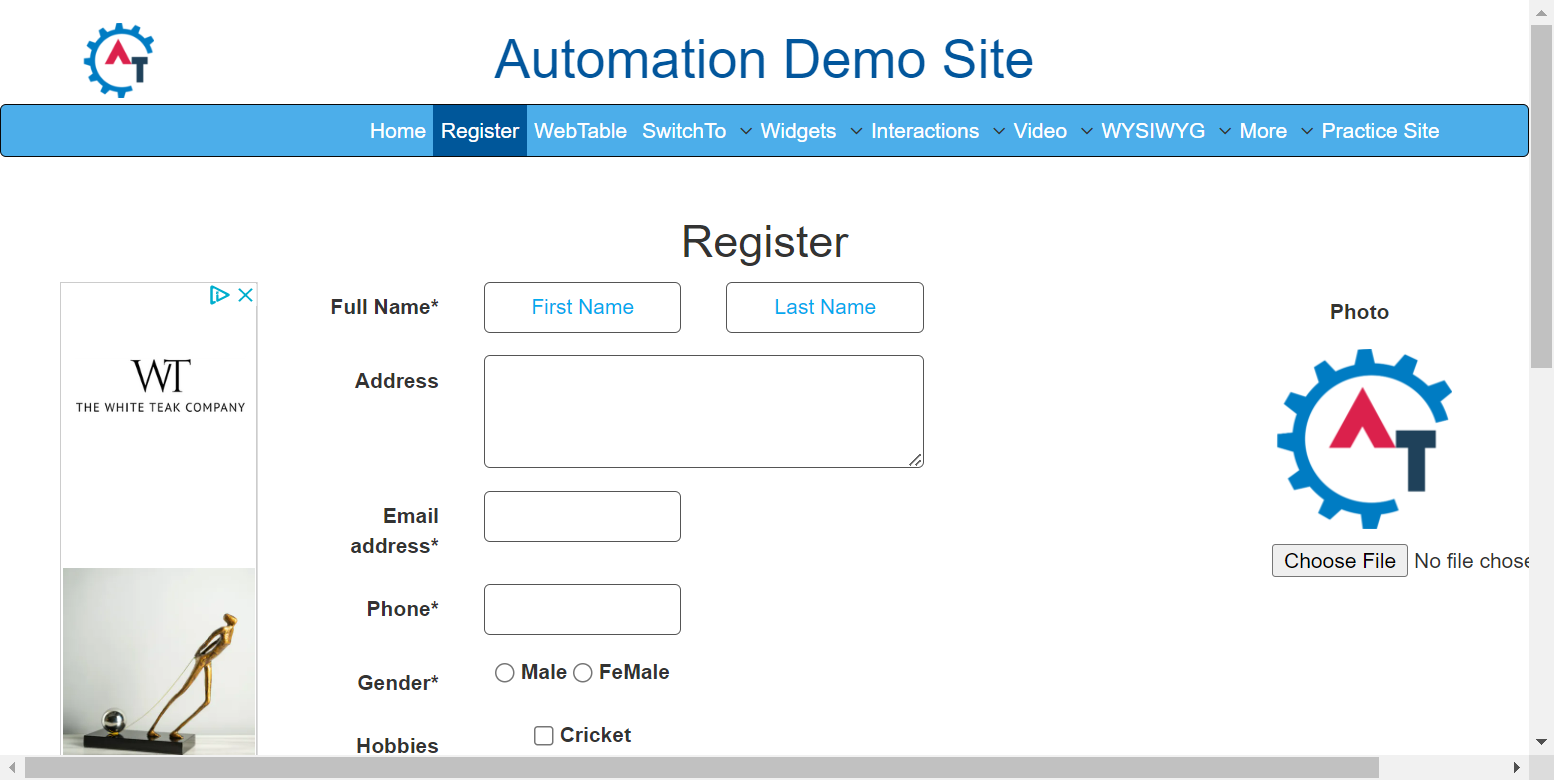 AT
Automation Demo Site
Home Register WebTable SwitchTo Widgets Interactions Video WYSIWYG More Practice Site
Register
WT
THE WHITE TEAK COMPANY
Full Name* First Name Last Name
Address
Email
address*
Phone*
Gender* Male FeMale
Hobbies Cricket
Photo
AT
Choose File No file chose